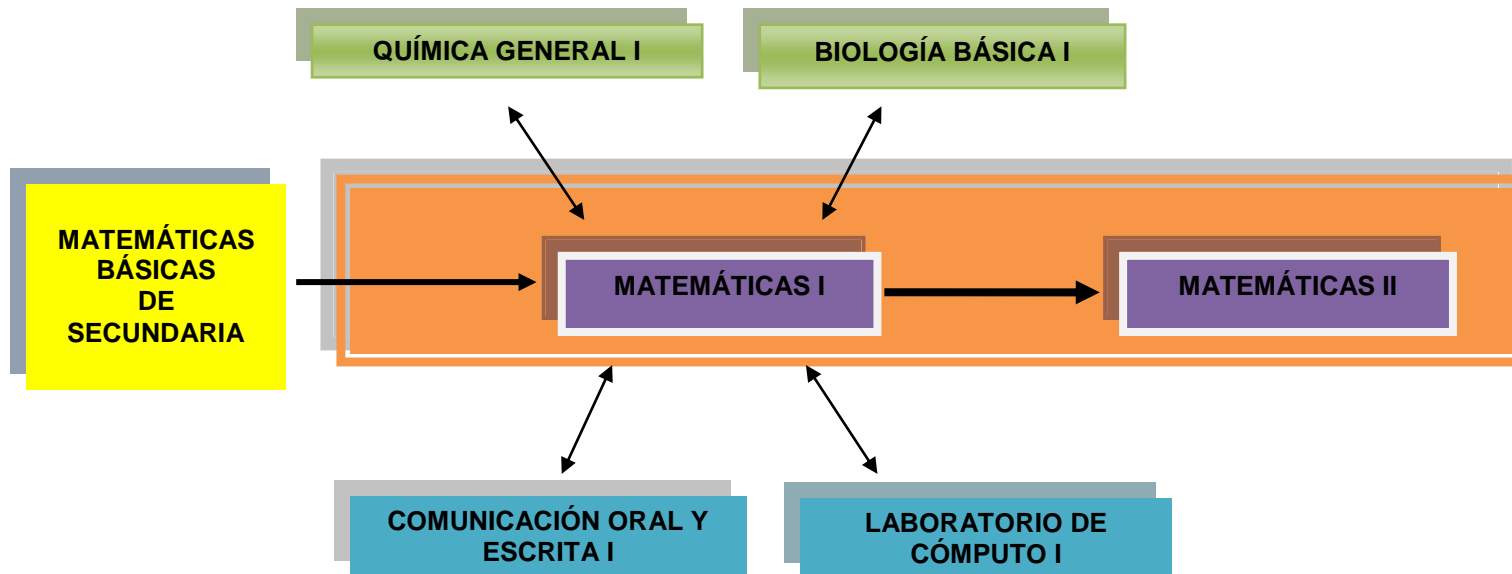 QUÍMICA GENERAL I
BIOLOGÍA BÁSICA I
MATEMÁTICAS
BÁSICAS
DE
SECUNDARIA
MATEMÁTICAS I
MATEMÁTICAS II
COMUNICACIÓN ORAL Y
ESCRITA I
LABORATORIO DE
CÓMPUTO I